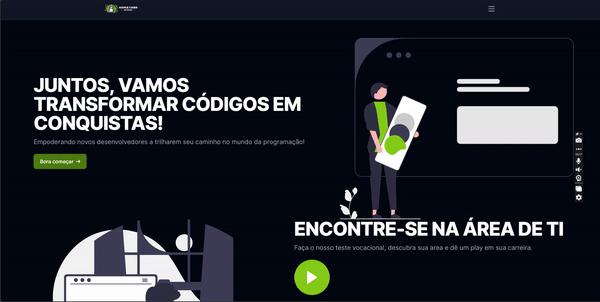 JUNTOS, VAMOS
TRANSFORMAR CÓDIGOS EM
CONQUISTAS!
Empoderando novos desenvolvedores a trilharem seu caminho no mundo da programação!
Bora começar →
ENCONTRE-SE NA ÁREA DE TI
Faça o nosso teste vocacional, descubra sua area e dê um play em sua carreira.